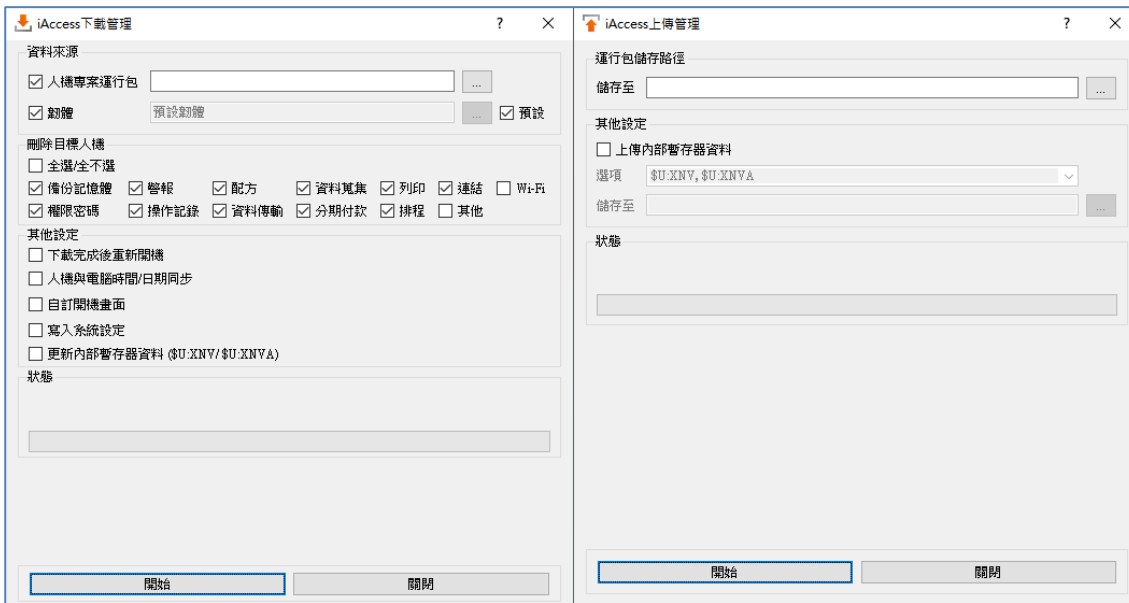 iAccess下載管理
資料來源
人機專案運行包 ...
韌體 預設韌體 ... 預設
刪除目標人機
全選/全不選
備份記憶體 警報 配方 資料蒐集 列印 連結 Wi-Fi
權限密碼 操作記錄 資料傳輸 分期付款 排程 其他
其他設定
下載完成後重新開機
人機與電腦時間/日期同步
自訂開機畫面
寫入系統設定
更新內部暫存器資料 ($U:XNV/$U:XNVA)
狀態
開始 關閉
iAccess上傳管理
運行包儲存路徑
儲存至 ...
其他設定
上傳內部暫存器資料
選項 $U:XNV, $U:XNVA
儲存至 ...
狀態
開始 關閉